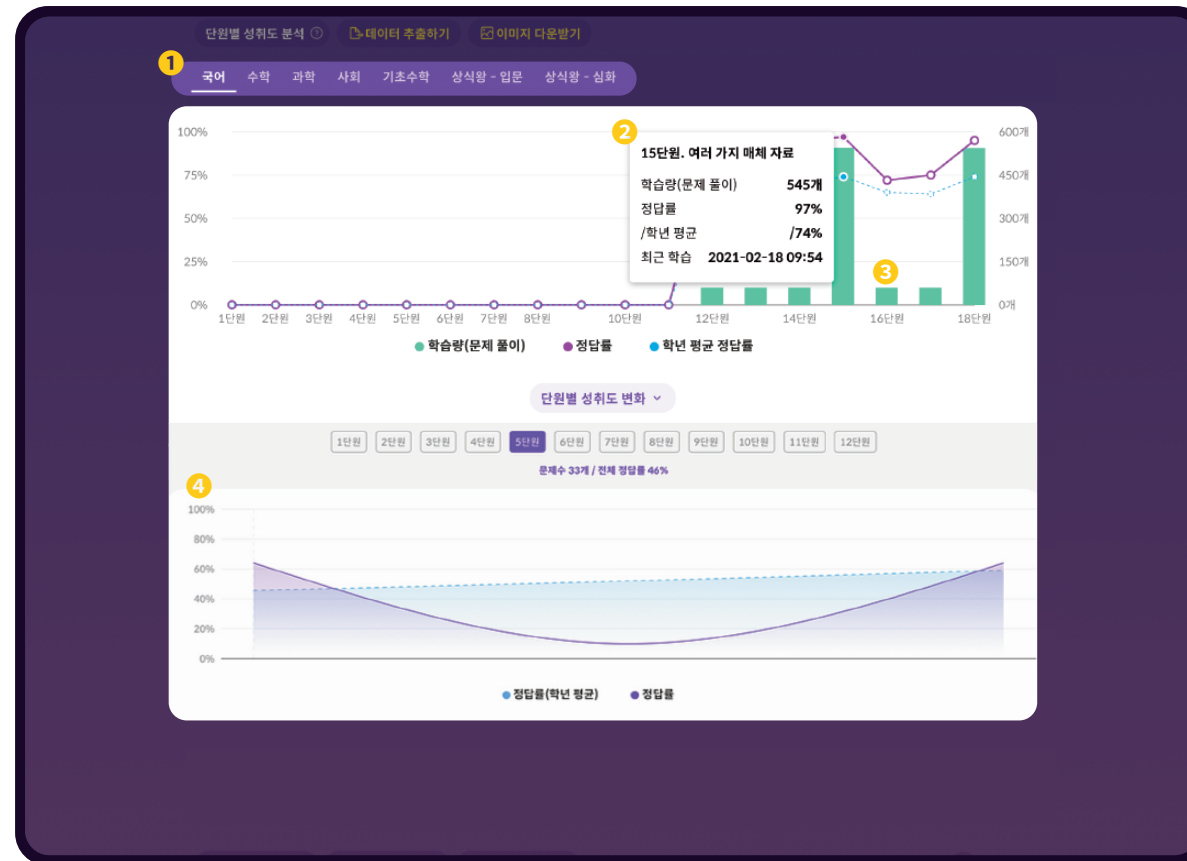 단원별 성취도 분석 ? 데이터 추출하기 이미지 다운받기
1
국어 수학 과학 사회 기초수학 상식왕 - 입문 상식왕 - 심화
100% 600개
2
15단원. 여러 가지 매체 자료
75% 450개
학습량(문제 풀이) 545개
정답률 97%
50% 300개
/학년 평균 /74%
25% 150개
최근 학습 2021-02-18 09:54
3
0% 0개
1단원 2단원 3단원 4단원 5단원 6단원 7단원 8단원 10단원 12단원 14단원 16단원 18단원
학습량(문제 풀이) 정답률 학년 평균 정답률
단원별 성취도 변화
1단원 2단원 3단원 4단원 5단원 6단원 7단원 8단원 9단원 10단원 11단원 12단원
문제수 33개 / 전체 정답률 46%
4
100%
80%
60%
40%
20%
0%
정답률(학년 평균) 정답률